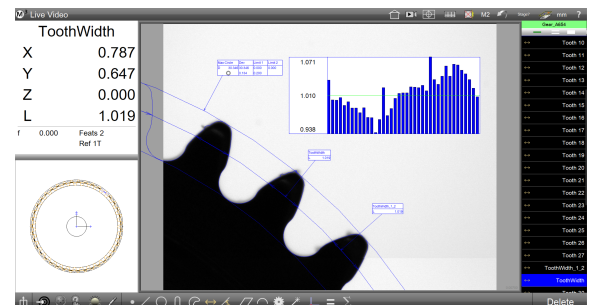 Live Video
M2
mm
?
ToothWidth
X 0.787
Y 0.647
Z 0.000
L 1.019
f 0.000 Feats 2
Ref 1T
1.071
1.010
0.938
ToothWidth
ToothWidth_1_2
Gear_A654
Tooth 10
Tooth 11
Tooth 12
Tooth 13
Tooth 14
Tooth 15
Tooth 16
Tooth 17
Tooth 18
Tooth 19
Tooth 20
Tooth 21
Tooth 22
Tooth 23
Tooth 24
Tooth 25
Tooth 26
Tooth 27
ToothWidth_1_2
ToothWidth
Delete